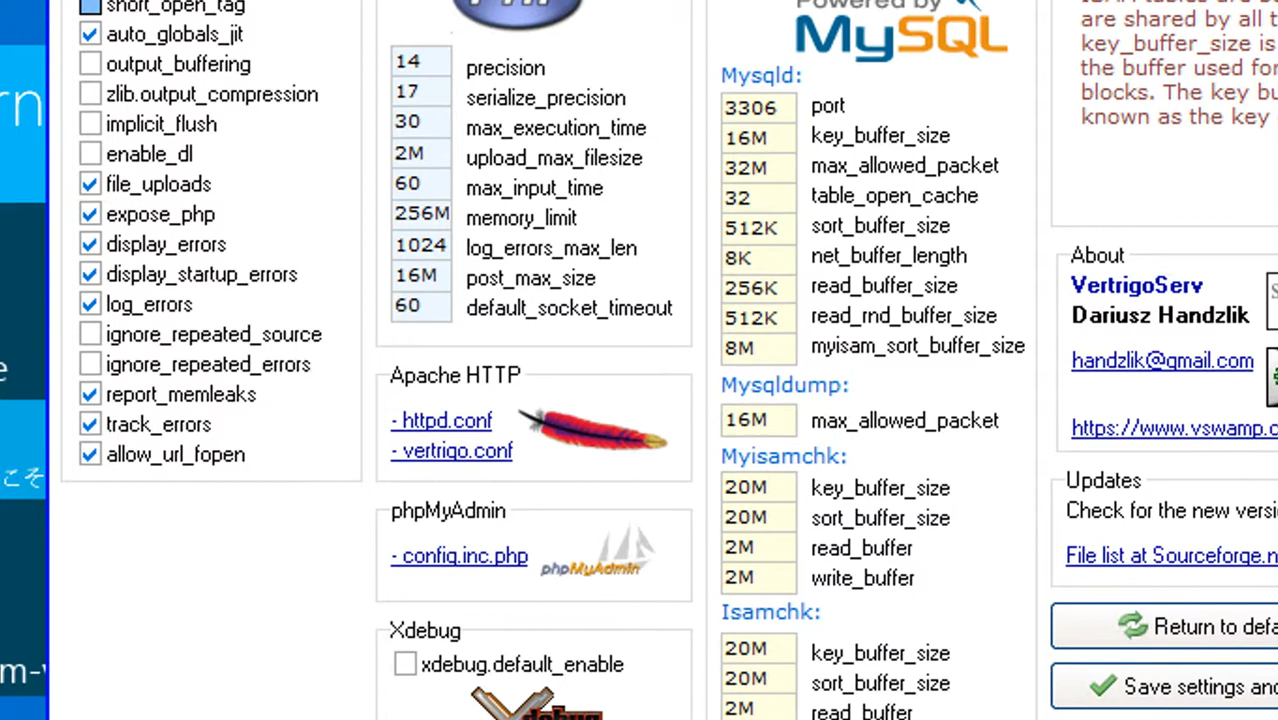 short_open_tag
auto_globals_jit
output_buffering
zlib.output_compression
implicit_flush
enable_dl
file_uploads
expose_php
display_errors
display_startup_errors
log_errors
ignore_repeated_source
ignore_repeated_errors
report_memleaks
track_errors
allow_url_fopen
14 precision
17 serialize_precision
30 max_execution_time
2M upload_max_filesize
60 max_input_time
256M memory_limit
1024 log_errors_max_len
16M post_max_size
60 default_socket_timeout
Apache HTTP
- httpd.conf
- vertrigo.conf
phpMyAdmin
- config.inc.php
phpMyAdmin
Xdebug
xdebug.default_enable
Powered by
MySQL
Mysqld:
3306 port
16M key_buffer_size
32M max_allowed_packet
32 table_open_cache
512K sort_buffer_size
8K net_buffer_length
256K read_buffer_size
512K read_rnd_buffer_size
8M myisam_sort_buffer_size
Mysqldump:
16M max_allowed_packet
Myisamchk:
20M key_buffer_size
20M sort_buffer_size
2M read_buffer
2M write_buffer
Isamchk:
20M key_buffer_size
20M sort_buffer_size
2M read_buffer
are shared by all t
key_buffer_size is
the buffer used for
blocks. The key bu
known as the key
About
VertrigoServ
Dariusz Handzlik
handzlik@gmail.com
https://www.vswamp.c
Updates
Check for the new versi
File list at Sourceforge.n
Return to defa
Save settings and
こそ